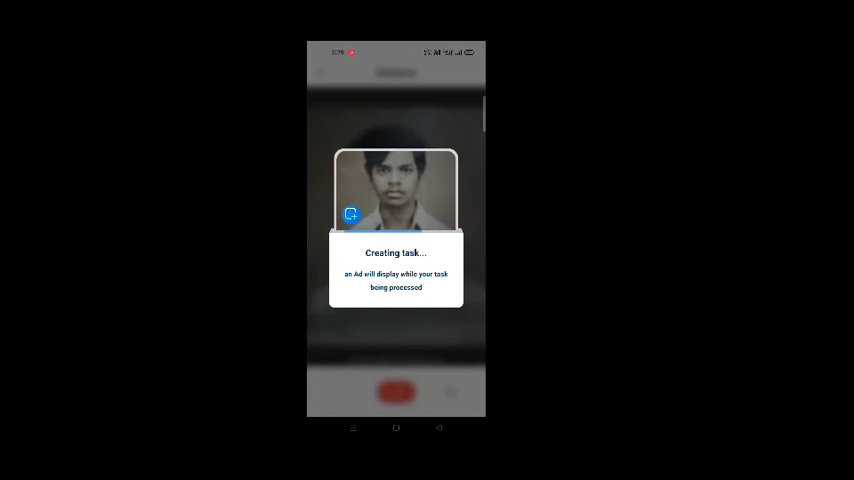 Creating task...
an Ad will display while your task
being processed